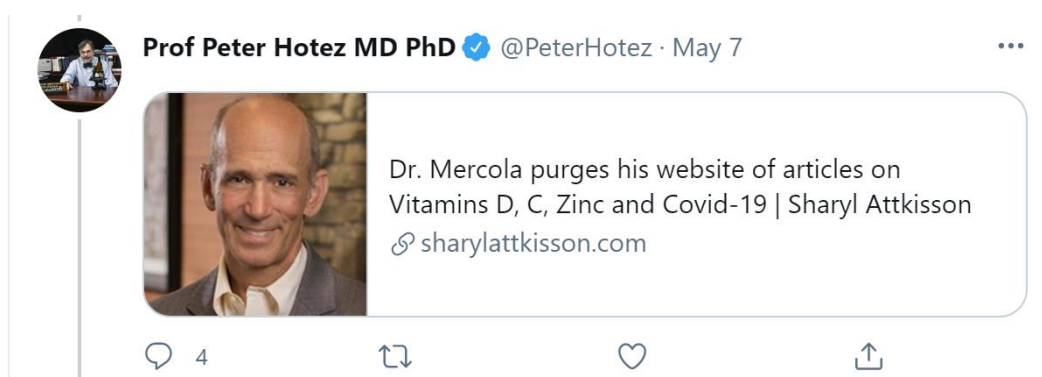 Prof Peter Hotez MD PhD @PeterHotez · May 7
Dr. Mercola purges his website of articles on
Vitamins D, C, Zinc and Covid-19 | Sharyl Attkisson
sharylattkisson.com
4